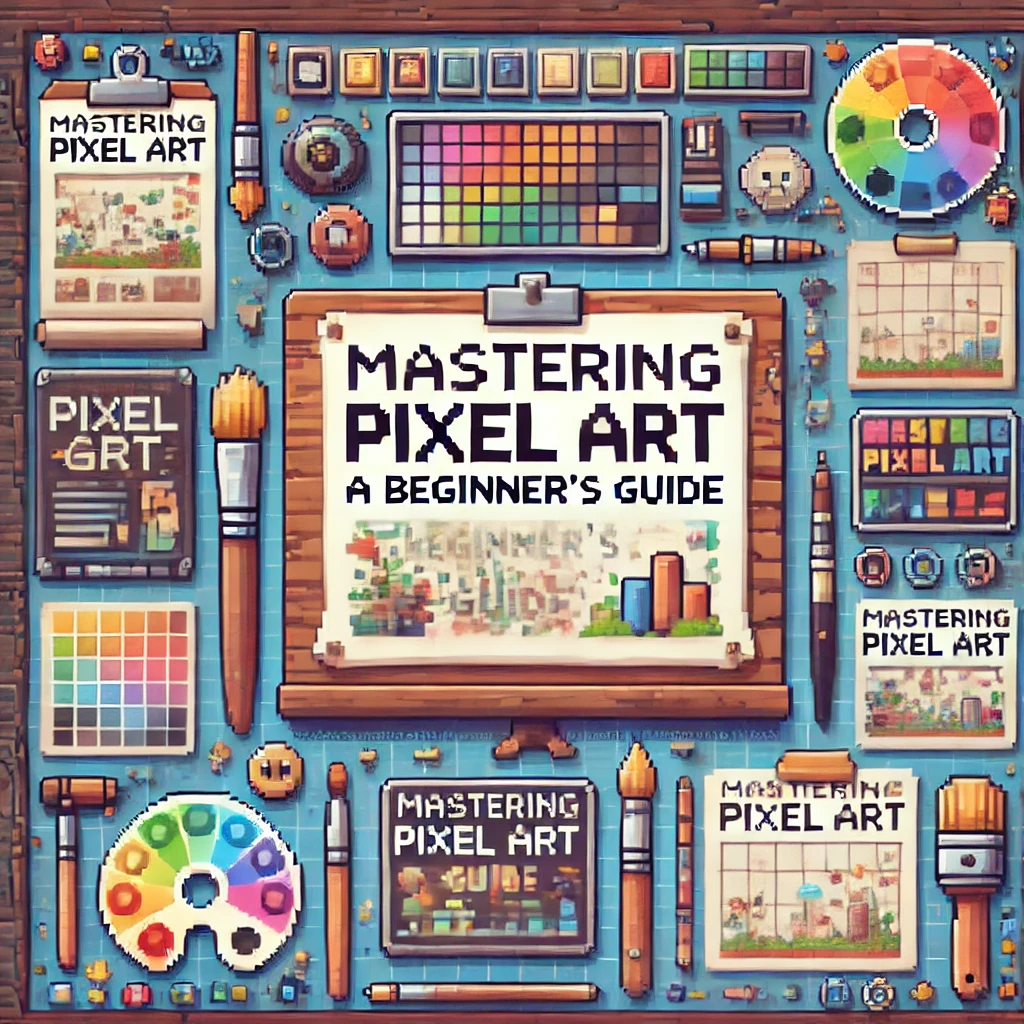 MASTERING
PIXEL ART
MASTERING
PIXEL ART
A BEGINNER'S GUIDE
PIXEL
GRT
PIXEL ART
MASTERING
PIXEL ART
MASTERING
PIXEL ART
GUIDE
PIXEL ART